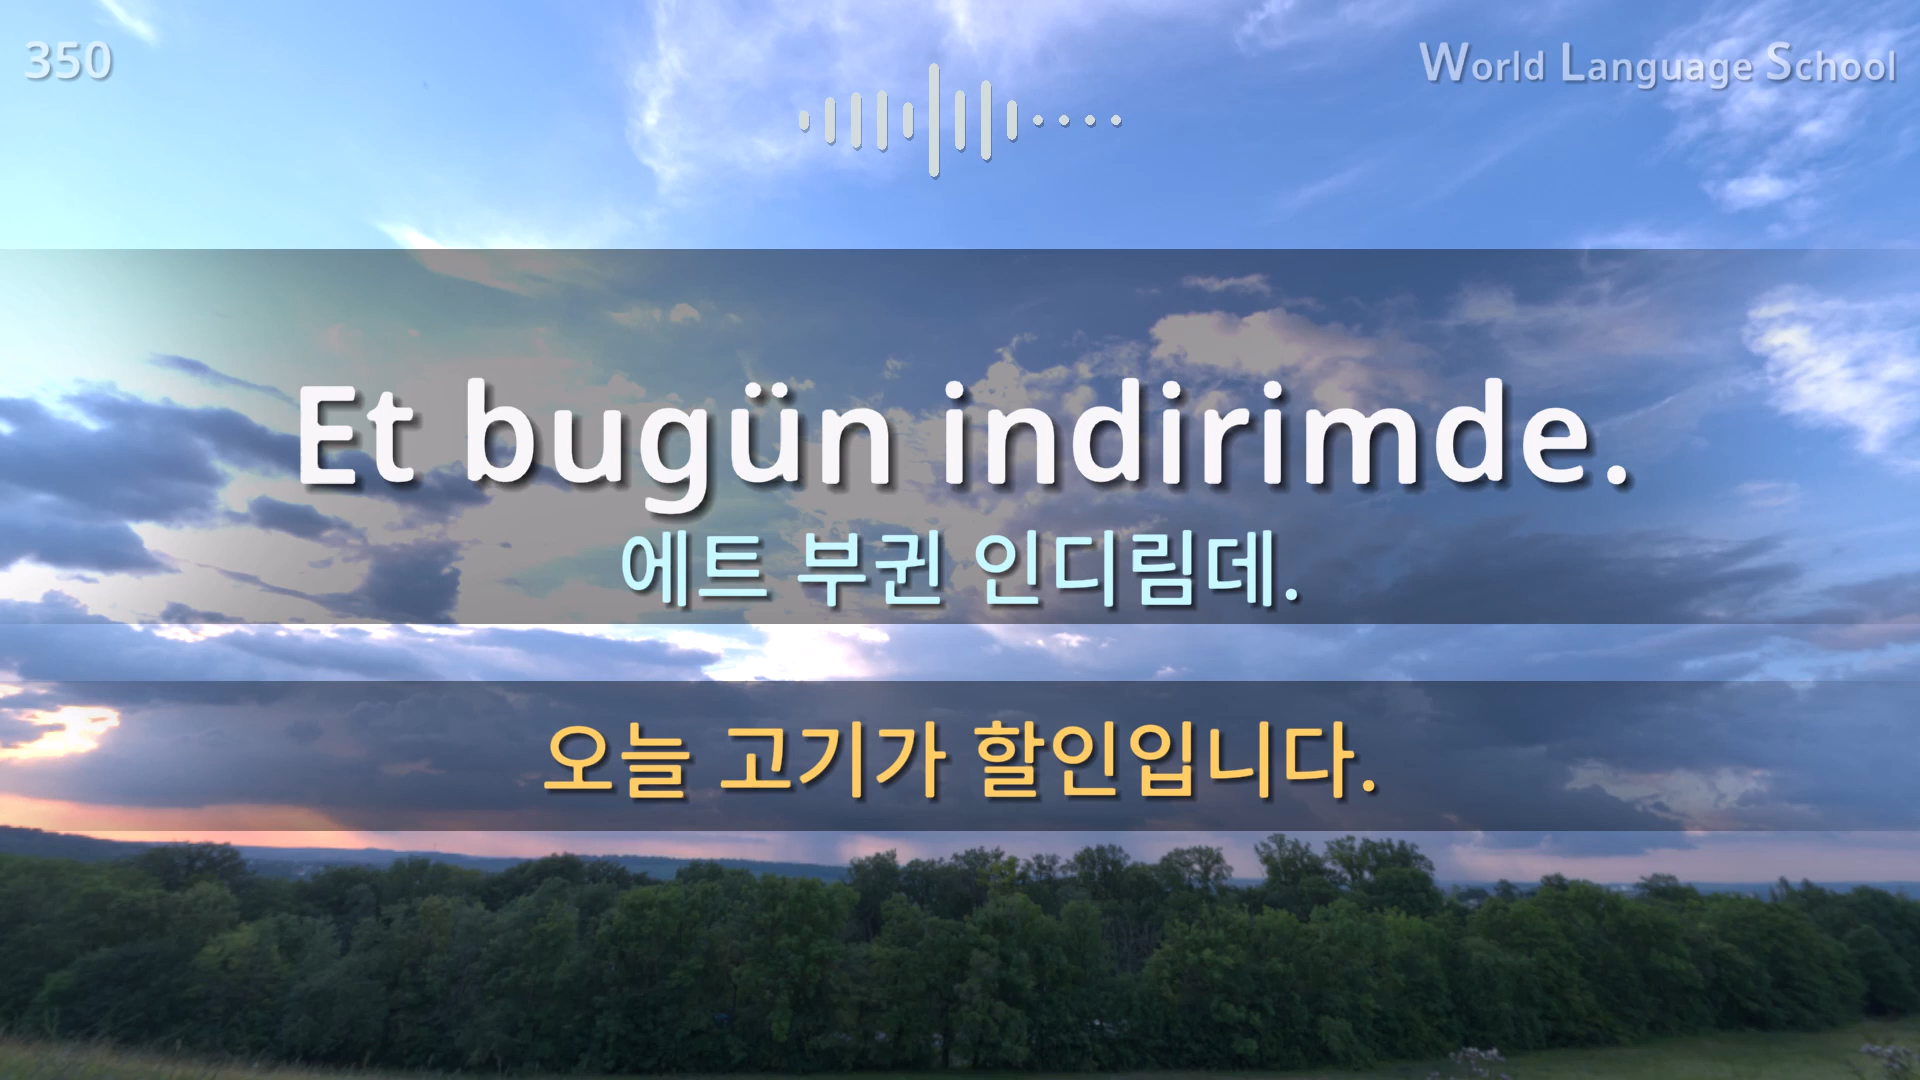 350
World Language School
Et bugün indirimde.
에트 부귄 인디림데.
오늘 고기가 할인입니다.